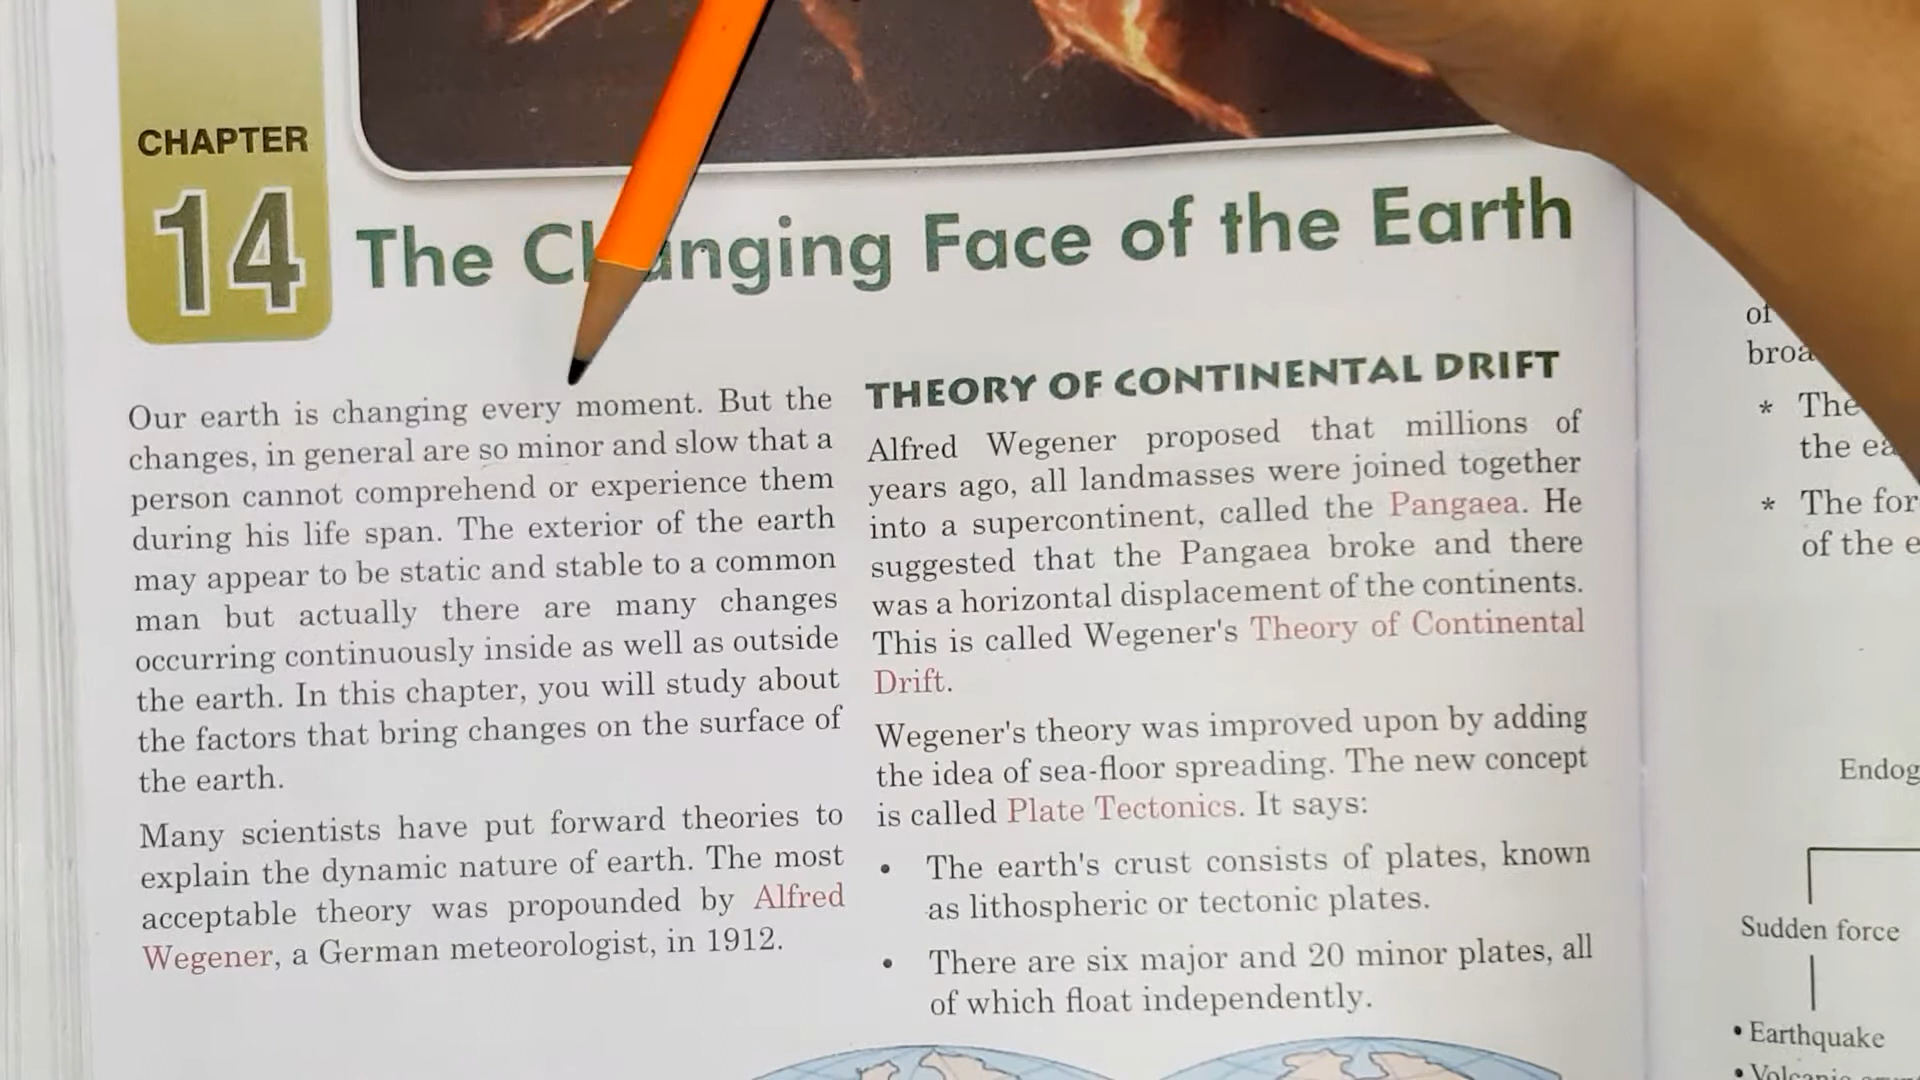 CHAPTER
14
The Changing Face of the Earth
Our earth is changing every moment. But the
changes, in general are so minor and slow that a
person cannot comprehend or experience them
during his life span. The exterior of the earth
may appear to be static and stable to a common
man but actually there are many changes
occurring continuously inside as well as outside
the earth. In this chapter, you will study about
the factors that bring changes on the surface of
the earth.
Many scientists have put forward theories to
explain the dynamic nature of earth. The most
acceptable theory was propounded by Alfred
Wegener, a German meteorologist, in 1912.
THEORY OF CONTINENTAL DRIFT
Alfred Wegener proposed that millions of
years ago, all landmasses were joined together
into a supercontinent, called the Pangaea. He
suggested that the Pangaea broke and there
was a horizontal displacement of the continents.
This is called Wegener's Theory of Continental
Drift.
Wegener's theory was improved upon by adding
the idea of sea-floor spreading. The new concept
is called Plate Tectonics. It says:
• The earth's crust consists of plates, known
as lithospheric or tectonic plates.
• There are six major and 20 minor plates, all
of which float independently.
of
* The
the
* The
of the
Sudden force
• Earthquake